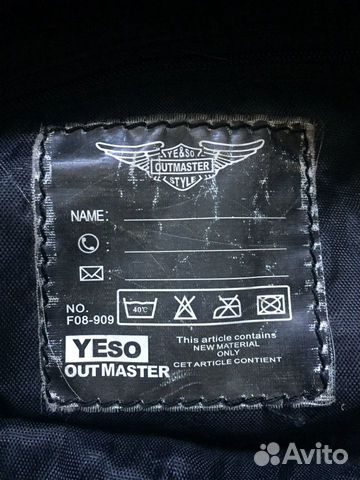 YE&SO
OUTMASTER
STYLE
NAME:
NO.
F08-909
40℃
YESO
OUTMASTER
This article contains
NEW MATERIAL
ONLY
CET ARTICLE CONTIENT
Avito